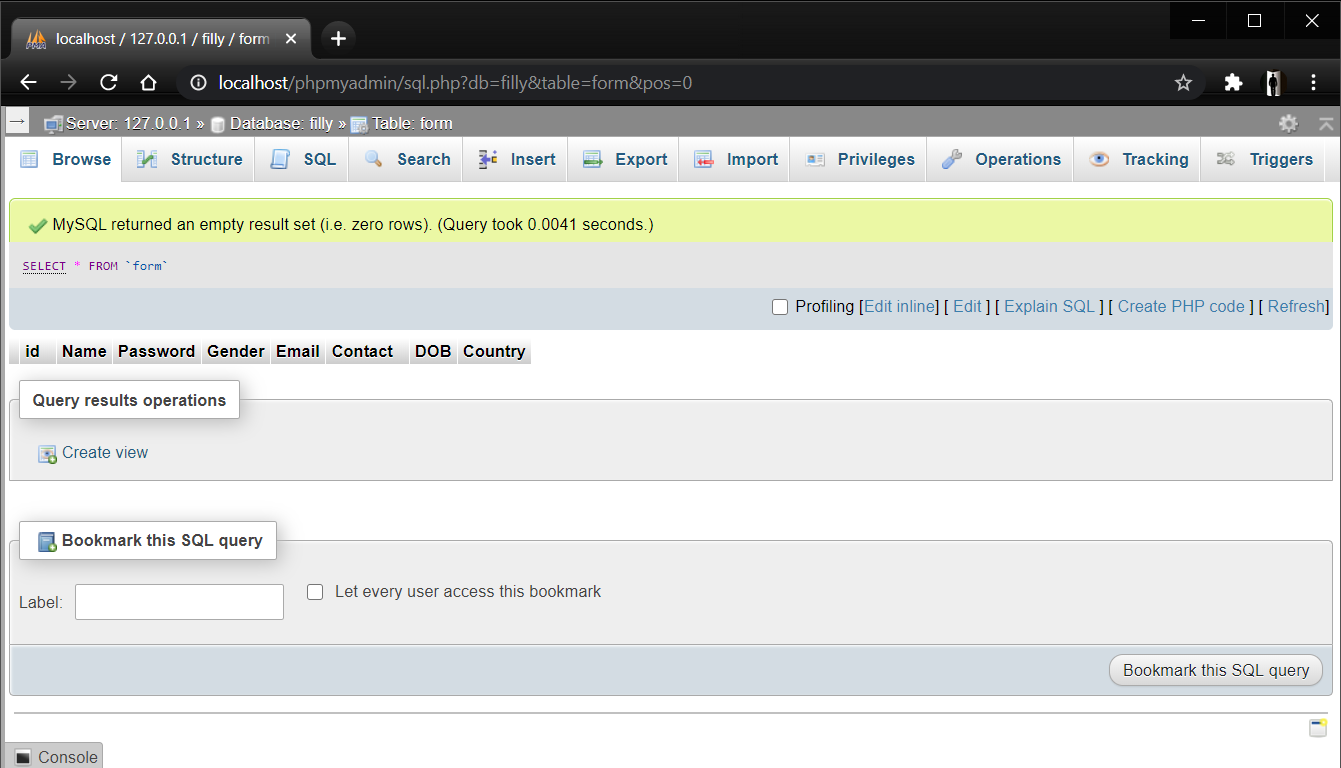 localhost / 127.0.0.1 / filly / form
localhost/phpmyadmin/sql.php?db=filly&table=form&pos=0
Server: 127.0.0.1 » Database: filly » Table: form
Browse Structure SQL Search Insert Export Import Privileges Operations Tracking Triggers
MySQL returned an empty result set (i.e. zero rows). (Query took 0.0041 seconds.)
SELECT * FROM `form`
Profiling [Edit inline] [ Edit ] [ Explain SQL ] [ Create PHP code ] [ Refresh]
id Name Password Gender Email Contact DOB Country
Query results operations
Create view
Bookmark this SQL query
Label: Let every user access this bookmark
Bookmark this SQL query
Console